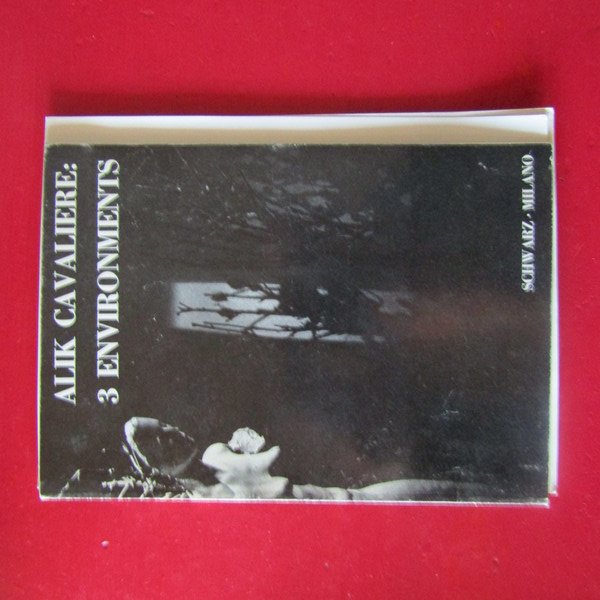 ALIK CAVALIERE:
3 ENVIRONMENTS
SCHWARZ · MILANO